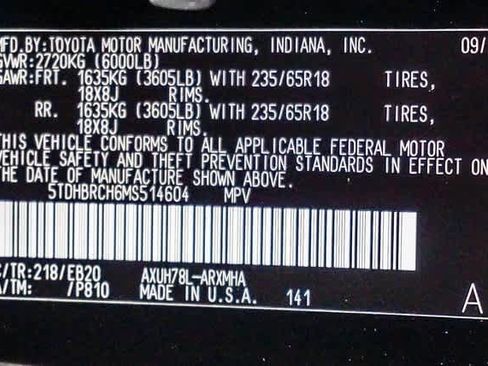 MFD.BY:TOYOTA MOTOR MANUFACTURING, INDIANA, INC. 09/
GVWR:2720KG (6000LB)
GAWR:FRT. 1635KG (3605LB) WITH 235/65R18 TIRES,
18X8J RIMS.
RR. 1635KG (3605LB) WITH 235/65R18 TIRES,
18X8J RIMS.
THIS VEHICLE CONFORMS TO ALL APPLICABLE FEDERAL MOTOR
VEHICLE SAFETY AND THEFT PREVENTION STANDARDS IN EFFECT ON
THE DATE OF MANUFACTURE SHOWN ABOVE.
5TDHBRCH6MS514604 MPV
C/TR:218/EB20 AXUH78L-ARXMHA
A/TM: /P810 MADE IN U.S.A. 141 A